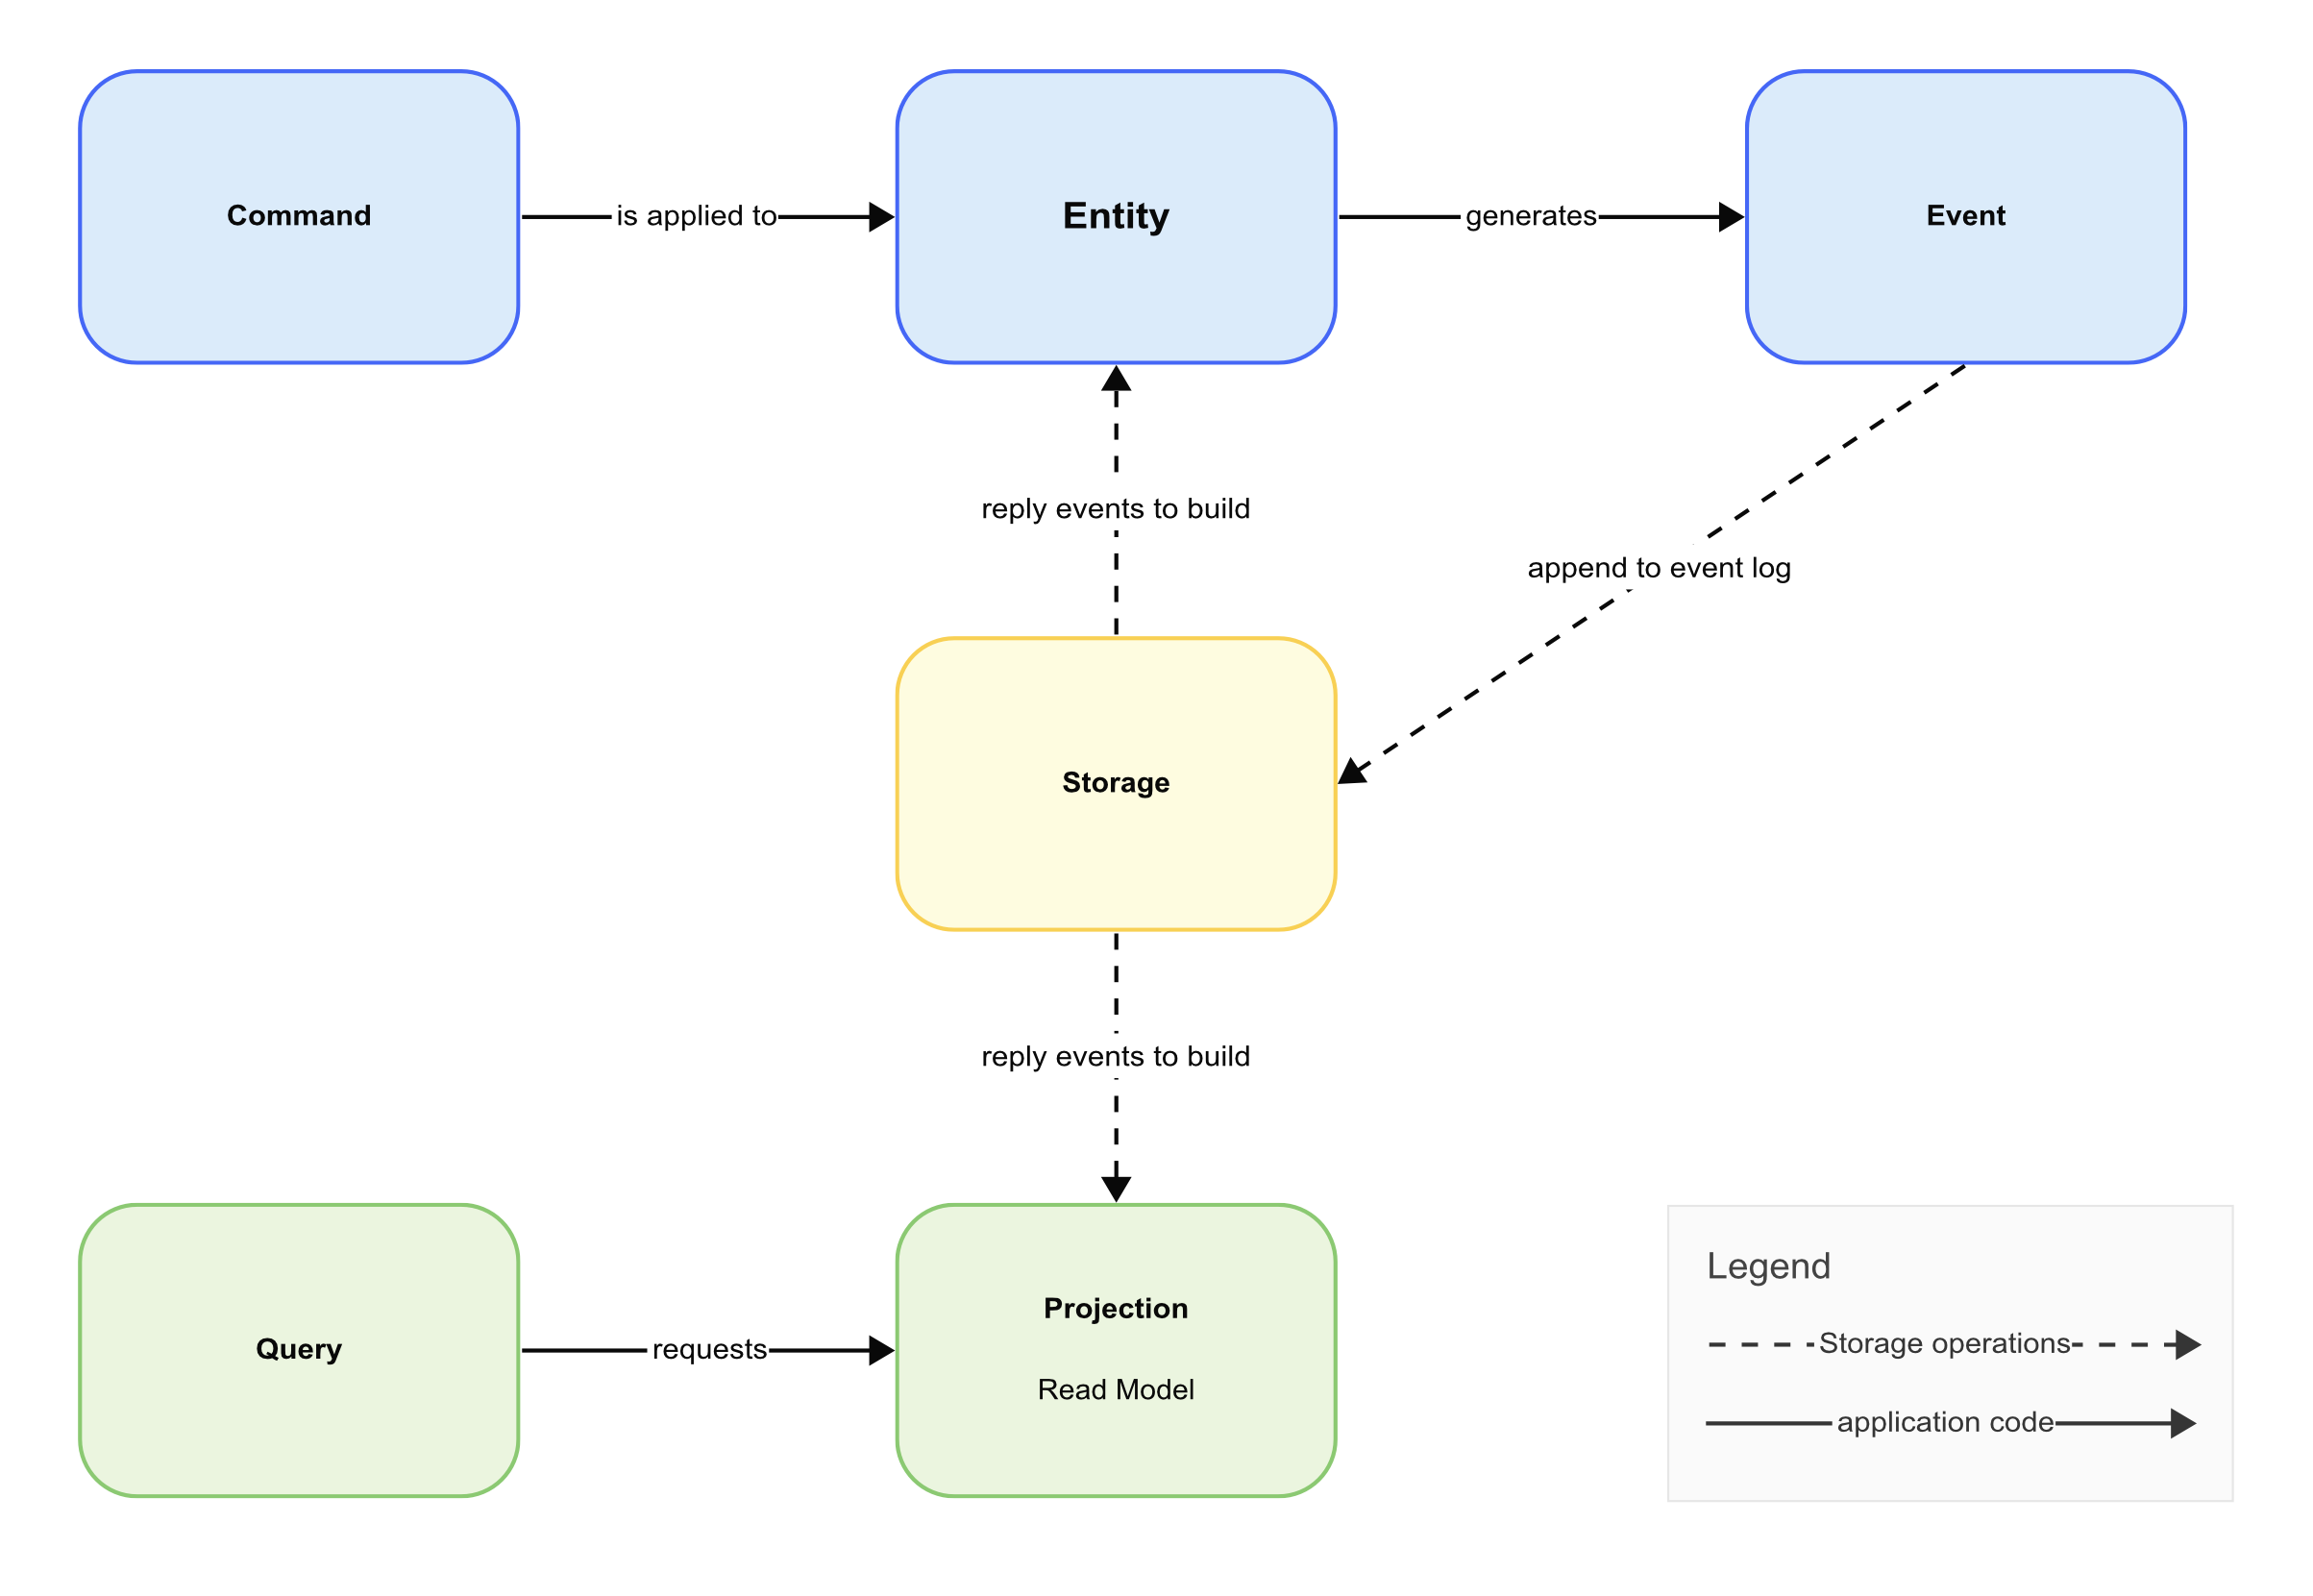 Command
is applied to
Entity
generates
Event
reply events to build
append to event log
Storage
reply events to build
Query
requests
Projection
Read Model
Legend
Storage operations
application code